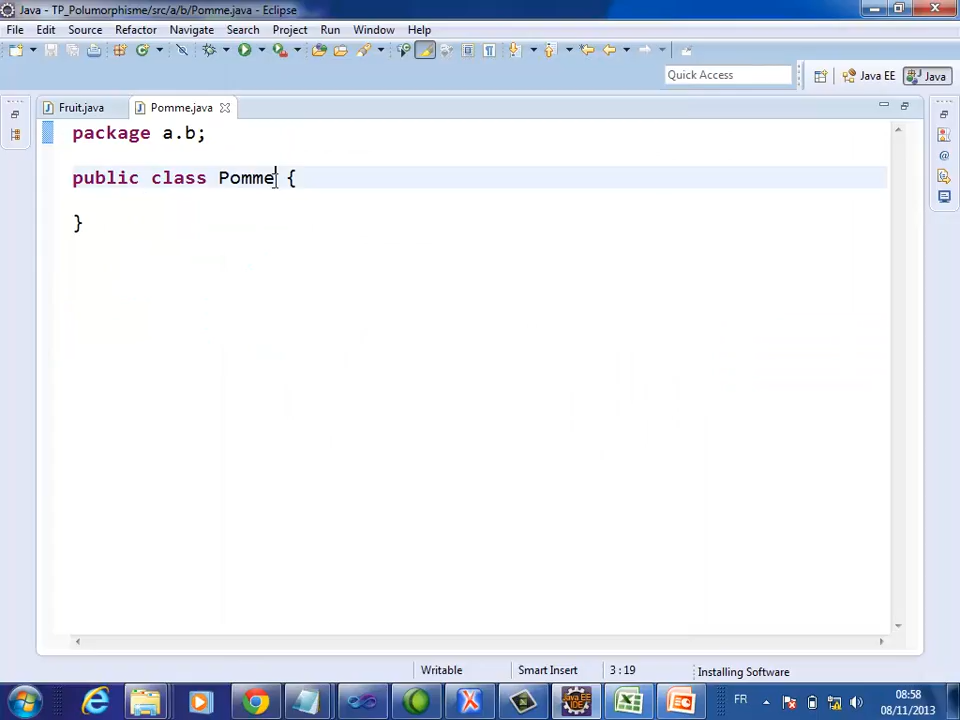 Java - TP_Polumorphisme/src/a/b/Pomme.java - Eclipse
File Edit Source Refactor Navigate Search Project Run Window Help
Quick Access
Java EE
Java
Fruit.java
Pomme.java
package a.b;
public class Pomme {
}
Writable
Smart Insert
3 : 19
Installing Software
FR
08:58
08/11/2013